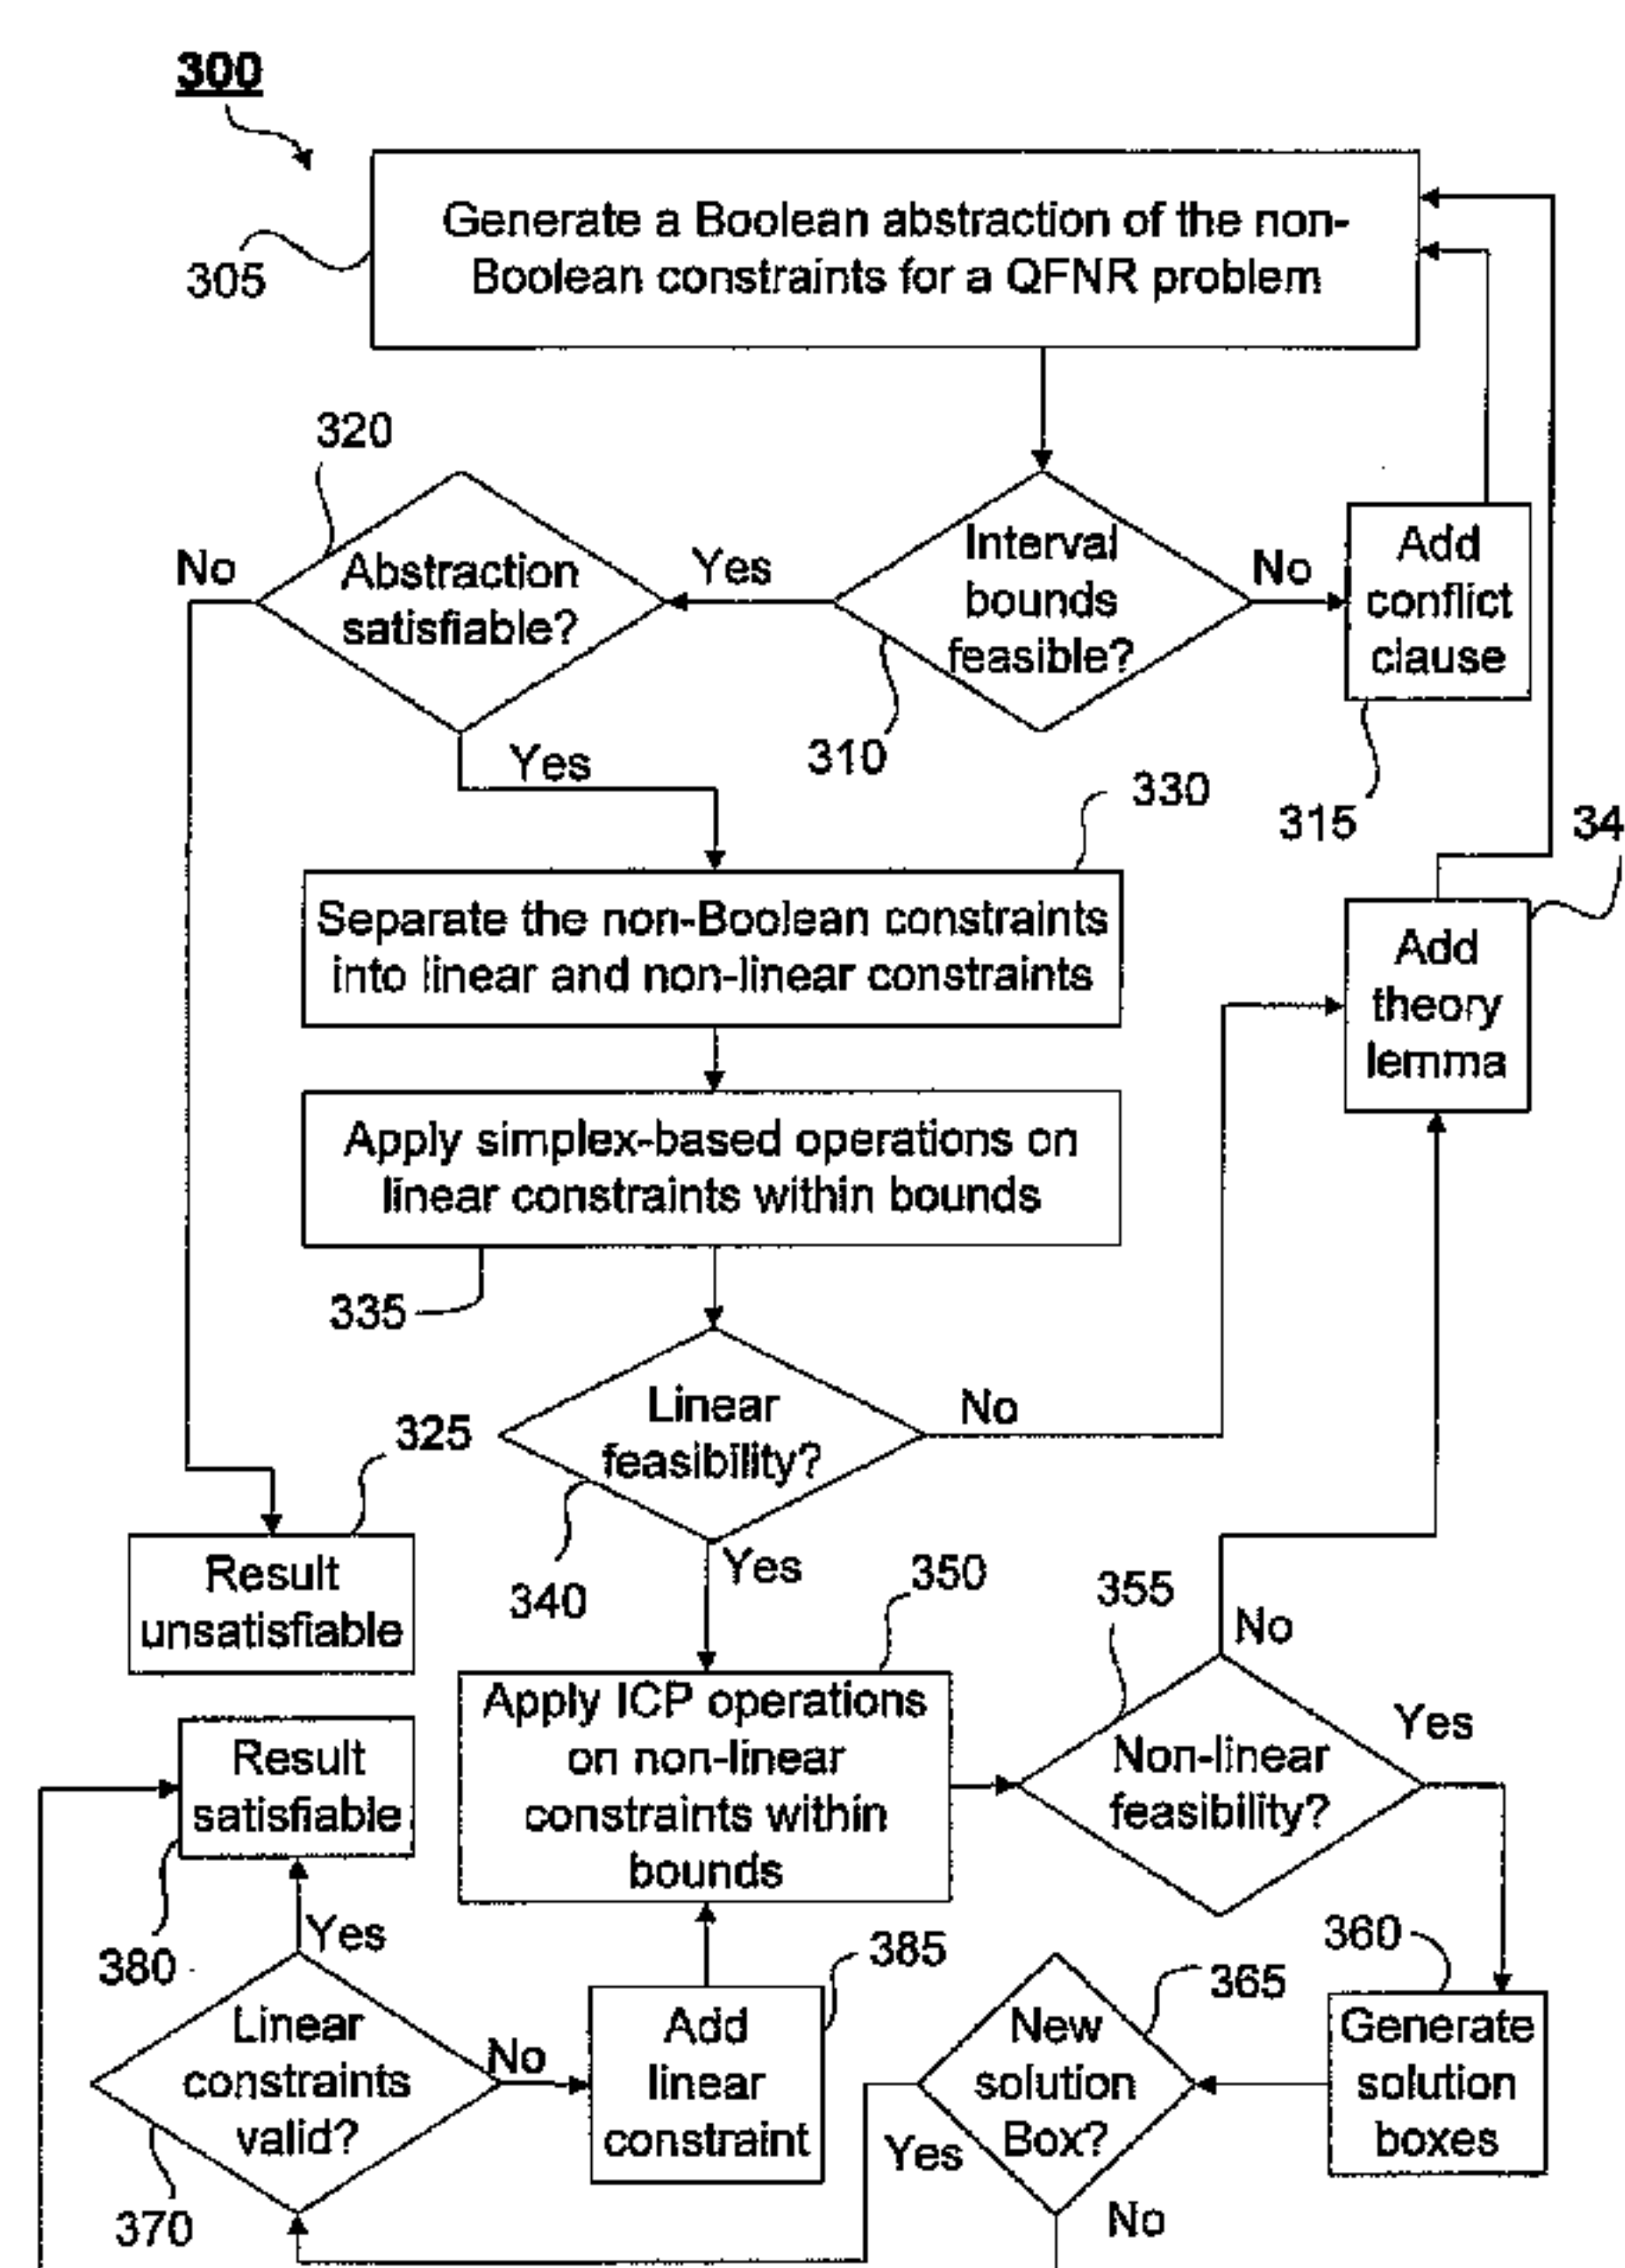 300
Generate a Boolean abstraction of the non-
Boolean constraints for a QFNR problem
305
320
No
Abstraction
satisfiable?
Yes
Interval
bounds
feasible?
No
Add
conflict
clause
Yes
310
330
315
34
Separate the non-Boolean constraints
into linear and non-linear constraints
Add
theory
lemma
Apply simplex-based operations on
linear constraints within bounds
335
Linear
feasibility?
No
325
Result
unsatisfiable
340
Yes
350
355
No
Apply ICP operations
on non-linear
constraints within
bounds
Non-linear
feasibility?
Yes
Result
satisfiable
380
Yes
385
360
365
Linear
constraints
valid?
No
Add
linear
constraint
New
solution
Box?
Generate
solution
boxes
Yes
370
No